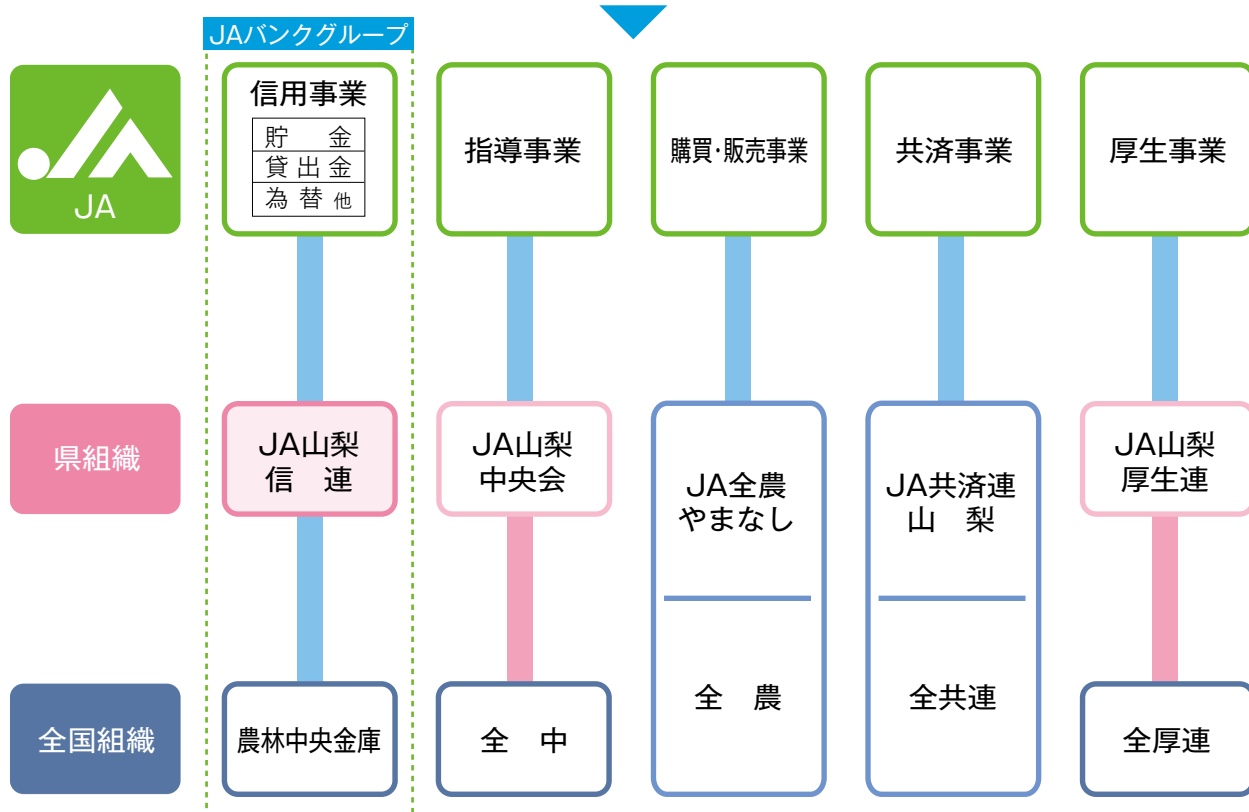 JAバンクグループ
JA
信用事業
貯金
貸出金
為替他
指導事業
購買・販売事業
共済事業
厚生事業
県組織
JA山梨
信連
JA山梨
中央会
JA全農
やまなし
JA共済連
山梨
JA山梨
厚生連
全国組織
農林中央金庫
全中
全農
全共連
全厚連